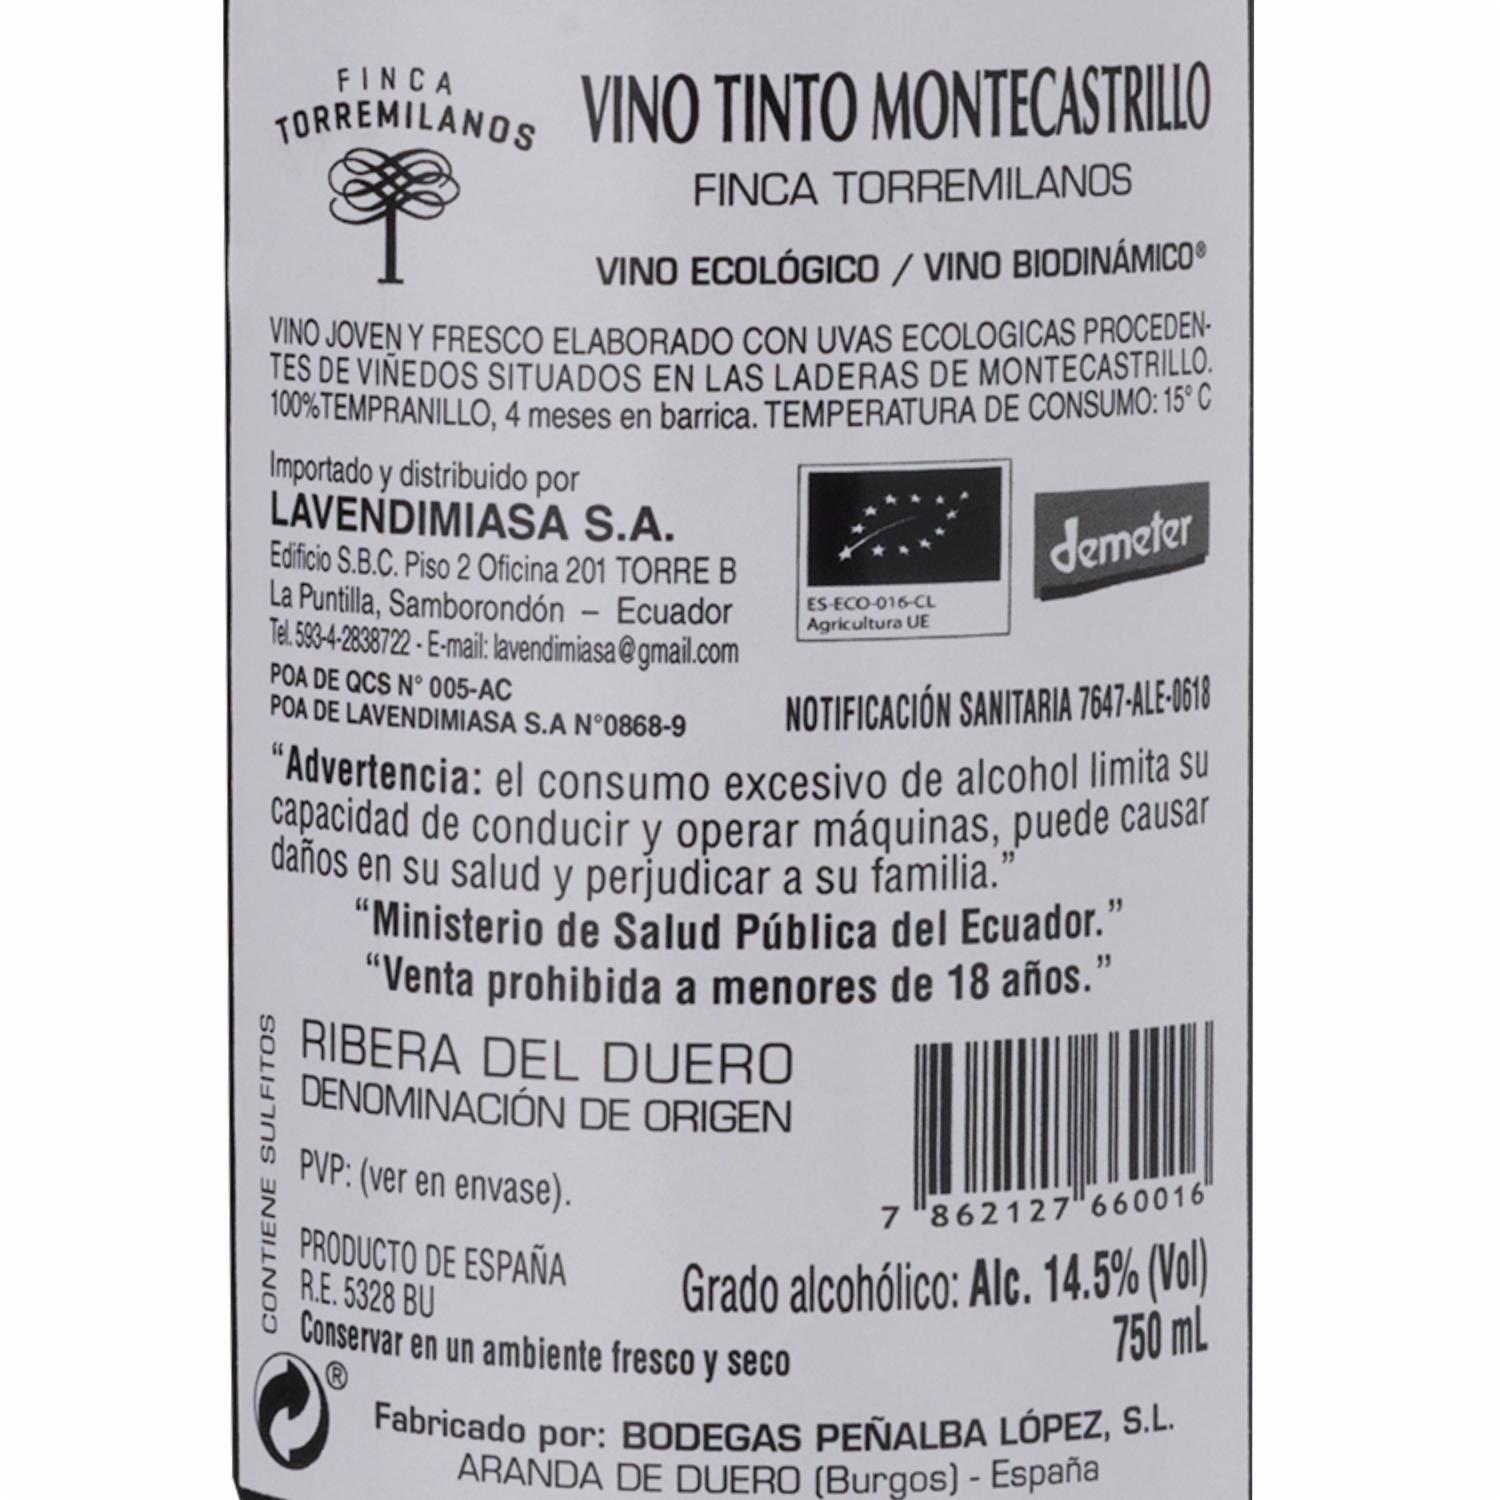 FINCA
TORREMILANOS
VINO TINTO MONTECASTRILLO
FINCA TORREMILANOS
VINO ECOLÓGICO / VINO BIODINÁMICO®
VINO JOVEN Y FRESCO ELABORADO CON UVAS ECOLOGICAS PROCEDEN-
TES DE VIÑEDOS SITUADOS EN LAS LADERAS DE MONTECASTRILLO.
100%TEMPRANILLO, 4 meses en barrica. TEMPERATURA DE CONSUMO: 15° C
Importado y distribuido por
LAVENDIMIASA S.A.
Edificio S.B.C. Piso 2 Oficina 201 TORRE B
La Puntilla, Samborondón – Ecuador
Tel. 593-4-2838722 - E-mail: lavendimiasa@gmail.com
POA DE QCS N° 005-AC
POA DE LAVENDIMIASA S.A N°0868-9
ES-ECO-016-CL
Agricultura UE
demeter
NOTIFICACIÓN SANITARIA 7647-ALE-0618
“Advertencia: el consumo excesivo de alcohol limita su
capacidad de conducir y operar máquinas, puede causar
daños en su salud y perjudicar a su familia.”
“Ministerio de Salud Pública del Ecuador.”
“Venta prohibida a menores de 18 años.”
CONTIENE SULFITOS
RIBERA DEL DUERO
DENOMINACIÓN DE ORIGEN
PVP: (ver en envase).
7 862127 660016
PRODUCTO DE ESPAÑA
R.E. 5328 BU
Conservar en un ambiente fresco y seco
Grado alcohólico: Alc. 14.5% (Vol)
750 mL
®
Fabricado por: BODEGAS PEÑALBA LÓPEZ, S.L.
ARANDA DE DUERO (Burgos) - España